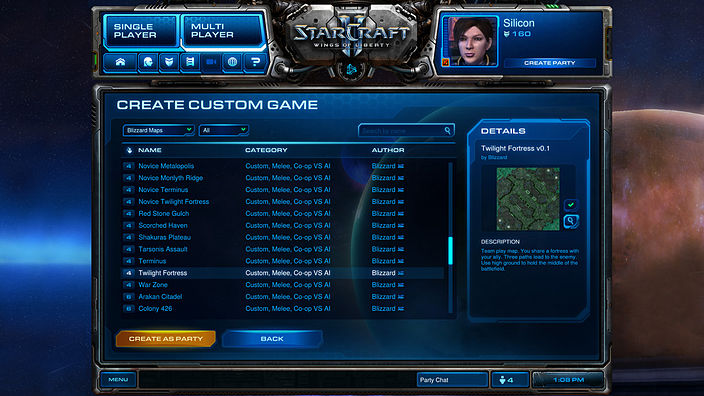 SINGLE PLAYER
MULTI PLAYER
STARCRAFT
II
WINGS OF LIBERTY
Silicon
160
CREATE PARTY
CREATE CUSTOM GAME
Blizzard Maps
All
Search by name
NAME CATEGORY AUTHOR
4 Novice Metalopolis Custom, Melee, Co-op VS AI Blizzard
4 Novice Monlyth Ridge Custom, Melee, Co-op VS AI Blizzard
4 Novice Terminus Custom, Melee, Co-op VS AI Blizzard
4 Novice Twilight Fortress Custom, Melee, Co-op VS AI Blizzard
4 Red Stone Gulch Custom, Melee, Co-op VS AI Blizzard
4 Scorched Haven Custom, Melee, Co-op VS AI Blizzard
4 Shakuras Plateau Custom, Melee, Co-op VS AI Blizzard
4 Tarsonis Assault Custom, Melee, Co-op VS AI Blizzard
4 Terminus Custom, Melee, Co-op VS AI Blizzard
4 Twilight Fortress Custom, Melee, Co-op VS AI Blizzard
4 War Zone Custom, Melee, Co-op VS AI Blizzard
6 Arakan Citadel Custom, Melee, Co-op VS AI Blizzard
6 Colony 426 Custom, Melee, Co-op VS AI Blizzard
DETAILS
Twilight Fortress v0.1
by Blizzard
DESCRIPTION
Team play map. You share a fortress with
your ally. Three paths lead to the enemy.
Use high ground to hold the middle of the
battlefield.
CREATE AS PARTY
BACK
MENU
Party Chat
4
1:08 PM